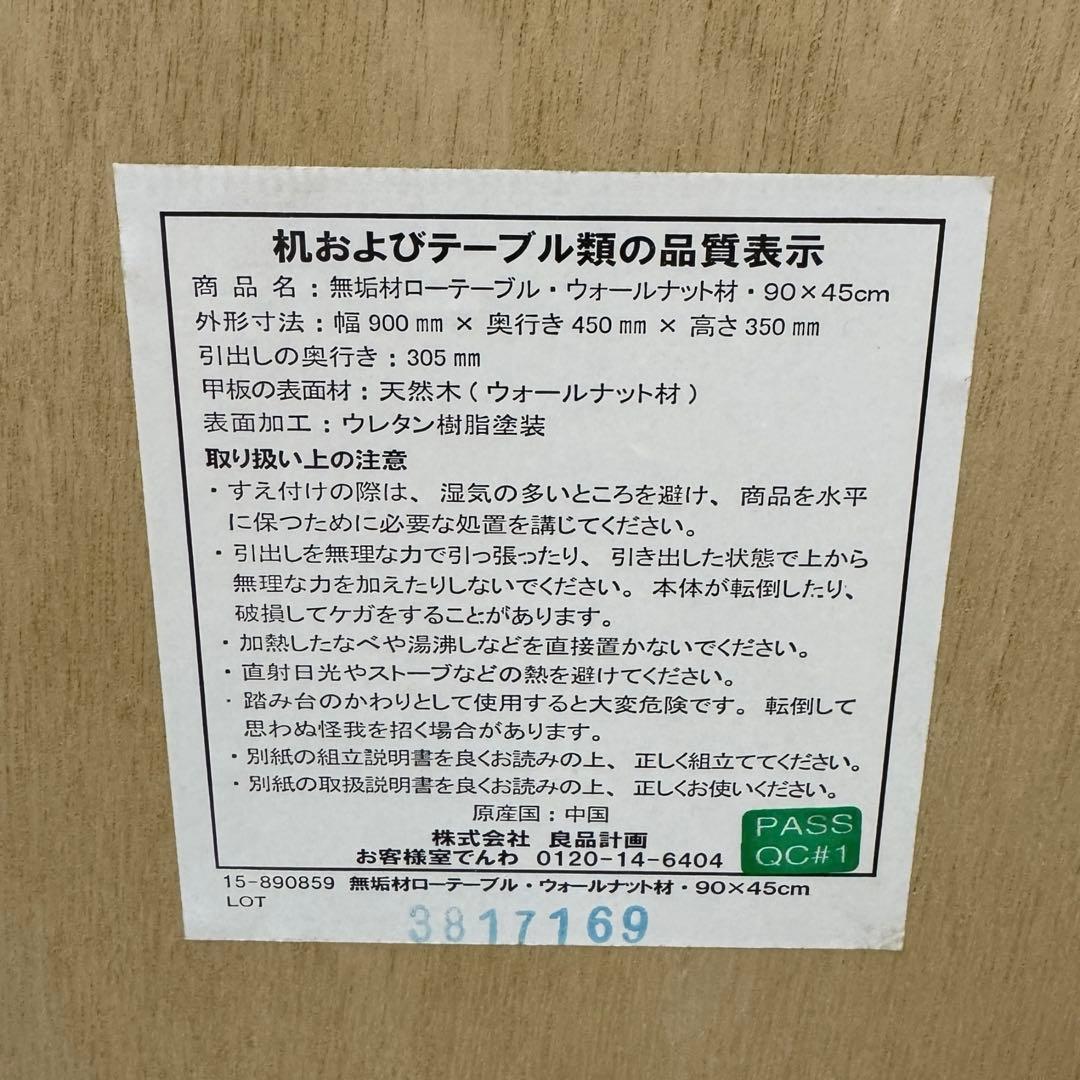 机およびテーブル類の品質表示
商品名：無垢材ローテーブル・ウォールナット材・90×45cm
外形寸法：幅900㎜×奥行き450㎜×高さ350㎜
引出しの奥行き：305㎜
甲板の表面材：天然木(ウォールナット材)
表面加工：ウレタン樹脂塗装
取り扱い上の注意
・すえ付けの際は、湿気の多いところを避け、商品を水平
に保つために必要な処置を講じてください。
・引出しを無理な力で引っ張ったり、引き出した状態で上から
無理な力を加えたりしないでください。本体が転倒したり、
破損してケガをすることがあります。
・加熱したなべや湯沸しなどを直接置かないでください。
・直射日光やストーブなどの熱を避けてください。
・踏み台のかわりとして使用すると大変危険です。転倒して
思わぬ怪我を招く場合があります。
・別紙の組立説明書を良くお読みの上、正しく組立ててください。
・別紙の取扱説明書を良くお読みの上、正しくお使いください。
原産国：中国
株式会社 良品計画
お客様室でんわ 0120-14-6404
PASS
QC#1
15-890859 無垢材ローテーブル・ウォールナット材・90×45cm
LOT
3817169